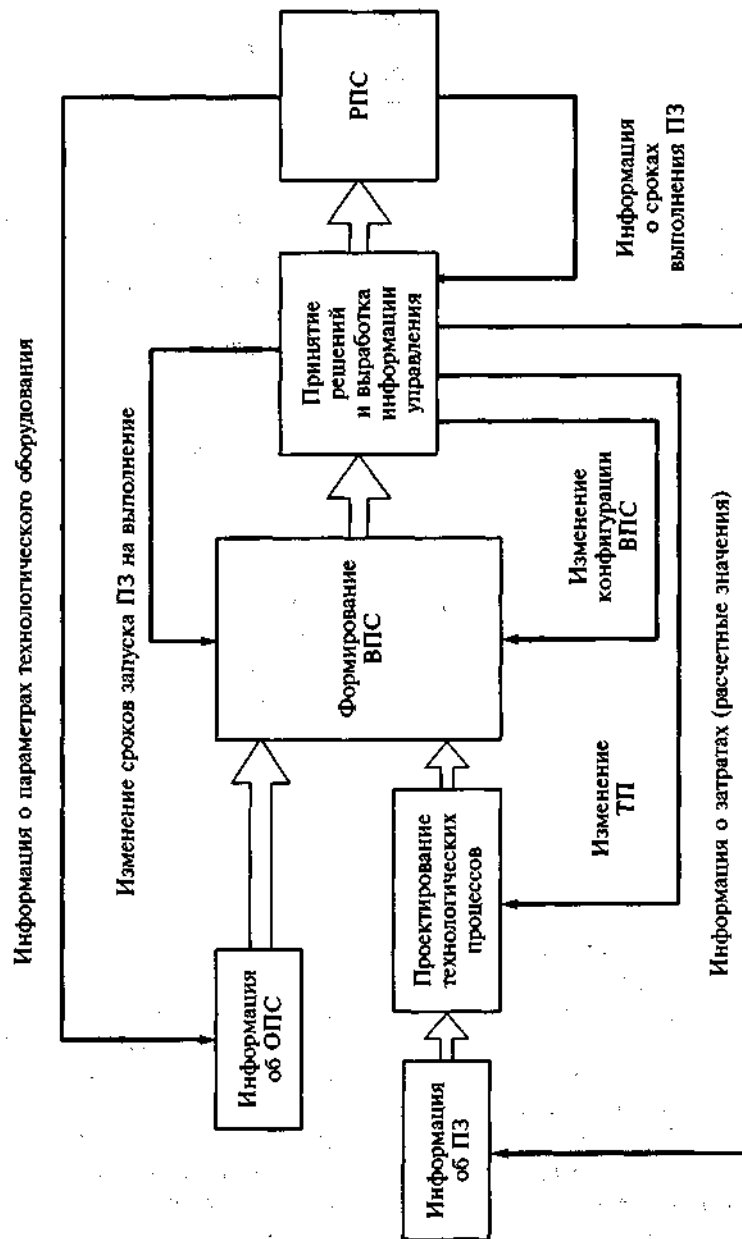 Информация о параметрах технологического оборудования
Изменение сроков запуска ПЗ на выполнение
Информация
об ОПС
Информация
об ПЗ
Проектирование
технологических
процессов
Формирование
ВПС
Принятие
решений
и выработка
информации
управления
РПС
Изменение
ТП
Изменение
конфигурации
ВПС
Информация
о сроках
выполнения ПЗ
Информация о затратах (расчетные значения)